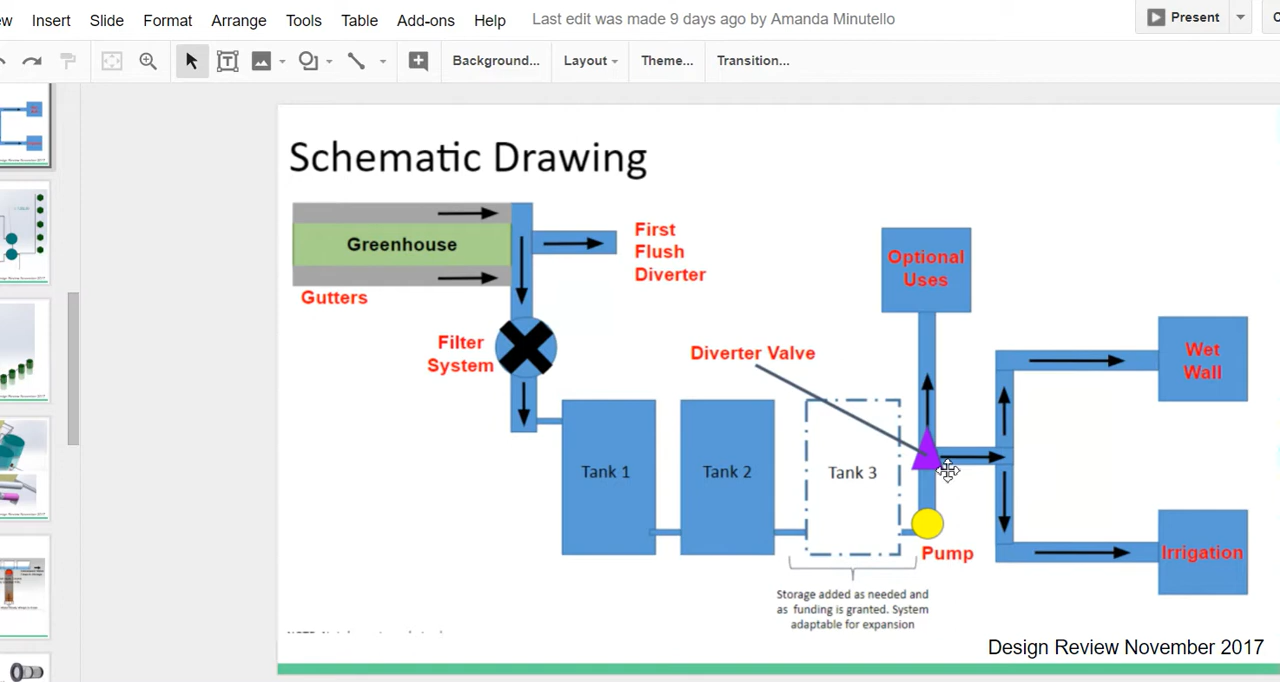 w Insert Slide Format Arrange Tools Table Add-ons Help Last edit was made 9 days ago by Amanda Minutello
Present
Background... Layout Theme... Transition...
Schematic Drawing
Greenhouse
Gutters
First
Flush
Diverter
Filter
System
Diverter Valve
Optional
Uses
Wet
Wall
Tank 1
Tank 2
Tank 3
Pump
Irrigation
Storage added as needed and
as funding is granted. System
adaptable for expansion
Design Review November 2017